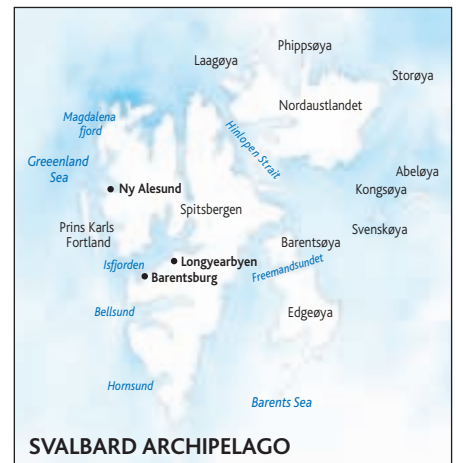 Phippsøya
Laagøya
Storøya
Nordaustlandet
Magdalena
fjord
Hinlopen Strait
Greeenland
Sea
Abeløya
Kongsøya
Ny Alesund
Spitsbergen
Prins Karls
Fortland
Svenskøya
Barentsøya
Longyearbyen
Isfjorden
Freemandsundet
Barentsburg
Bellsund
Edgeøya
Hornsund
Barents Sea
SVALBARD ARCHIPELAGO